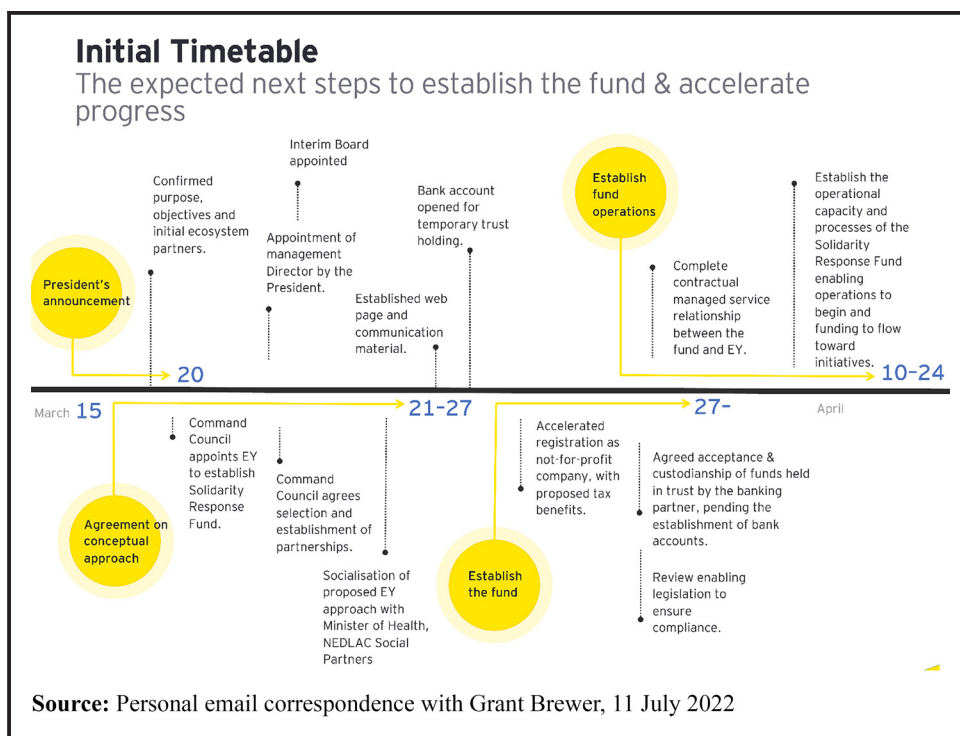 Initial Timetable
The expected next steps to establish the fund & accelerate
progress
President's
announcement
Confirmed
purpose,
objectives and
initial ecosystem
partners.
Interim Board
appointed
Appointment of
management
Director by the
President.
Established web
page and
communication
material.
Bank account
opened for
temporary trust
holding.
Establish
fund
operations
Complete
contractual
managed service
relationship
between the
fund and EY.
Establish the
operational
capacity and
processes of the
Solidarity
Response Fund
enabling
operations to
begin and
funding to flow
toward
initiatives.
20
10–24
March 15
21–27
27–
April
Agreement on
conceptual
approach
Command
Council
appoints EY
to establish
Solidarity
Response
Fund.
Command
Council agrees
selection and
establishment of
partnerships.
Socialisation of
proposed EY
approach with
Minister of Health,
NEDLAC Social
Partners
Establish
the fund
Accelerated
registration as
not-for-profit
company, with
proposed tax
benefits.
Agreed acceptance &
custodianship of funds held
in trust by the banking
partner, pending the
establishment of bank
accounts.
Review enabling
legislation to
ensure
compliance.
Source: Personal email correspondence with Grant Brewer, 11 July 2022